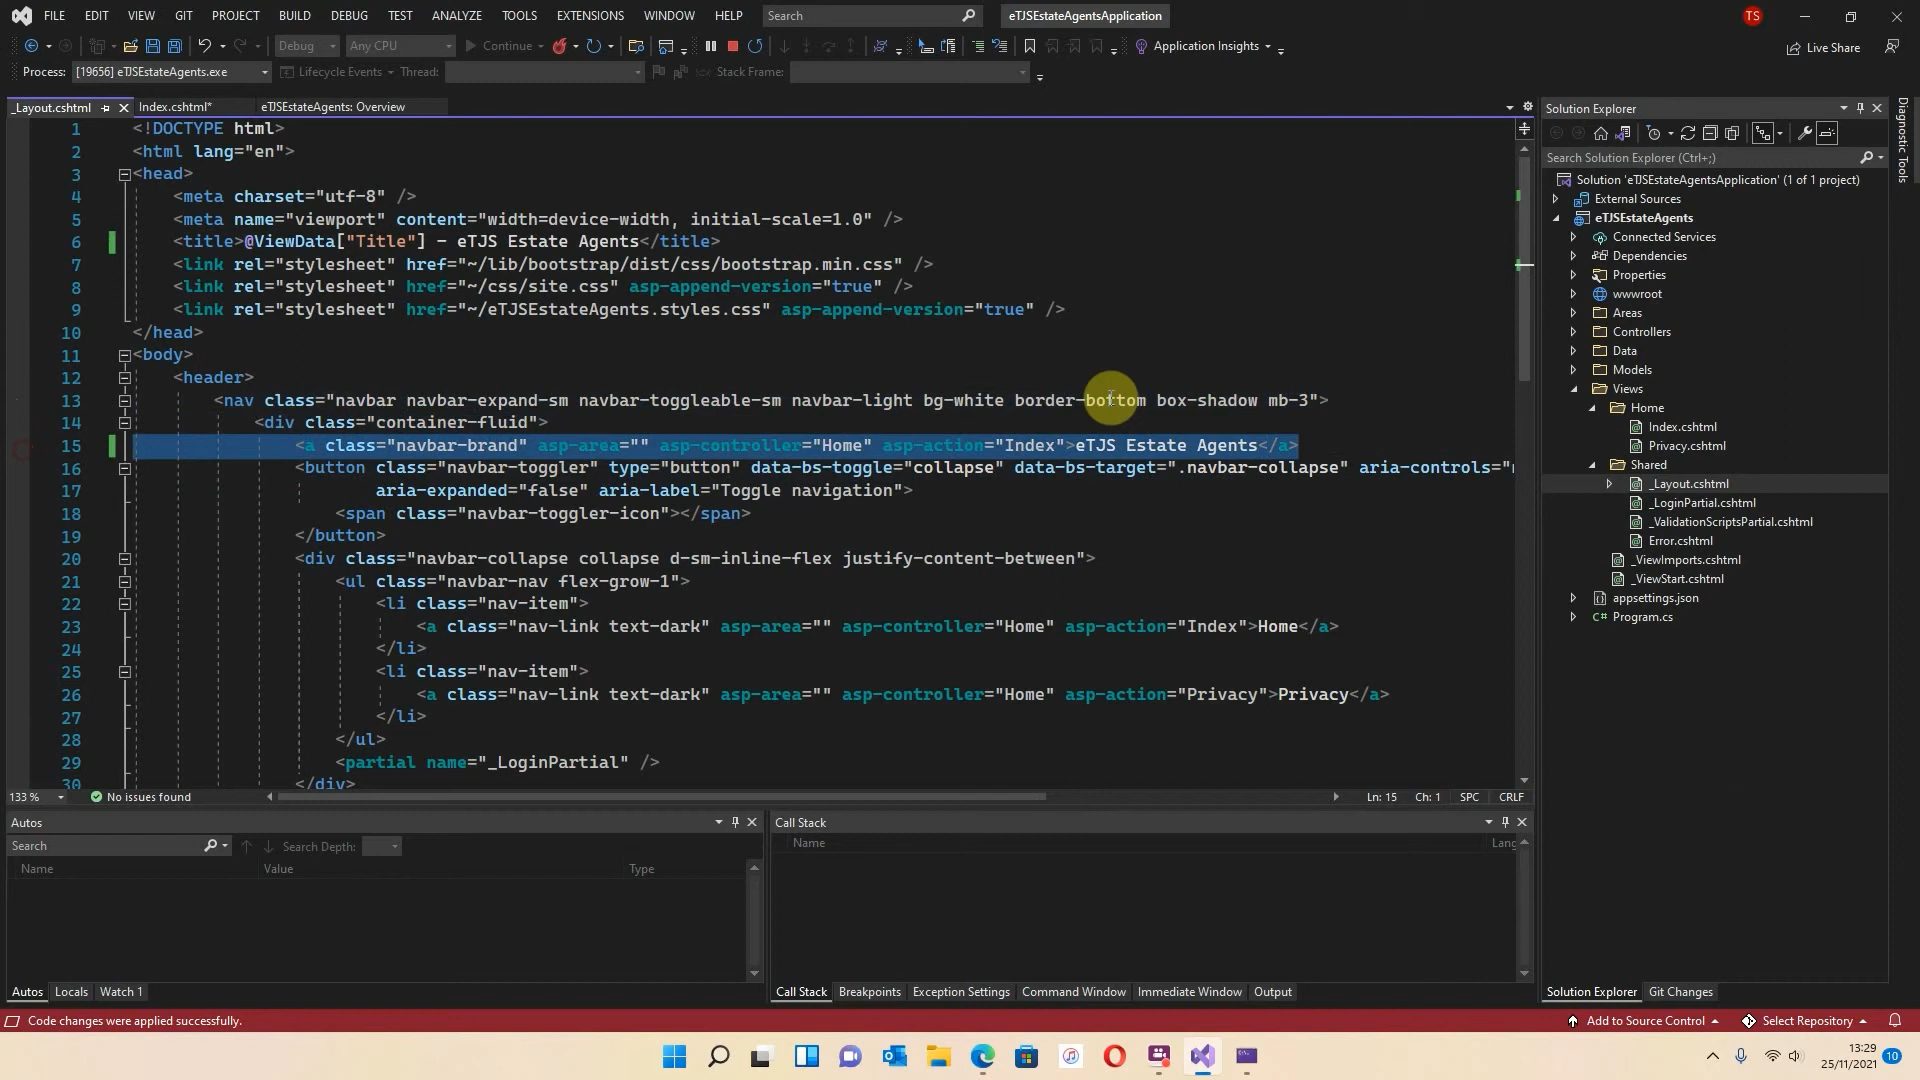 FILE EDIT VIEW GIT PROJECT BUILD DEBUG TEST ANALYZE TOOLS EXTENSIONS WINDOW HELP Search eTJSEstateAgentsApplication TS
Debug Any CPU Continue Application Insights Live Share
Process: [19656] eTJSEstateAgents.exe Lifecycle Events Thread: Stack Frame:
_Layout.cshtml Index.cshtml* eTJSEstateAgents: Overview
1 <!DOCTYPE html>
2 <html lang="en">
3 <head>
4 <meta charset="utf-8" />
5 <meta name="viewport" content="width=device-width, initial-scale=1.0" />
6 <title>@ViewData["Title"] - eTJS Estate Agents</title>
7 <link rel="stylesheet" href="~/lib/bootstrap/dist/css/bootstrap.min.css" />
8 <link rel="stylesheet" href="~/css/site.css" asp-append-version="true" />
9 <link rel="stylesheet" href="~/eTJSEstateAgents.styles.css" asp-append-version="true" />
10 </head>
11 <body>
12 <header>
13 <nav class="navbar navbar-expand-sm navbar-toggleable-sm navbar-light bg-white border-bottom box-shadow mb-3">
14 <div class="container-fluid">
15 <a class="navbar-brand" asp-area="" asp-controller="Home" asp-action="Index">eTJS Estate Agents</a>
16 <button class="navbar-toggler" type="button" data-bs-toggle="collapse" data-bs-target=".navbar-collapse" aria-controls="
17 aria-expanded="false" aria-label="Toggle navigation">
18 <span class="navbar-toggler-icon"></span>
19 </button>
20 <div class="navbar-collapse collapse d-sm-inline-flex justify-content-between">
21 <ul class="navbar-nav flex-grow-1">
22 <li class="nav-item">
23 <a class="nav-link text-dark" asp-area="" asp-controller="Home" asp-action="Index">Home</a>
24 </li>
25 <li class="nav-item">
26 <a class="nav-link text-dark" asp-area="" asp-controller="Home" asp-action="Privacy">Privacy</a>
27 </li>
28 </ul>
29 <partial name="_LoginPartial" />
30 </div>
133 % No issues found Ln: 15 Ch: 1 SPC CRLF
Solution Explorer
Search Solution Explorer (Ctrl+;)
Solution 'eTJSEstateAgentsApplication' (1 of 1 project)
External Sources
eTJSEstateAgents
Connected Services
Dependencies
Properties
wwwroot
Areas
Controllers
Data
Models
Views
Home
Index.cshtml
Privacy.cshtml
Shared
_Layout.cshtml
_LoginPartial.cshtml
_ValidationScriptsPartial.cshtml
Error.cshtml
_ViewImports.cshtml
_ViewStart.cshtml
appsettings.json
C# Program.cs
Diagnostic Tools
Autos
Search Search Depth:
Name Value Type
Autos Locals Watch 1
Call Stack
Name Lang
Call Stack Breakpoints Exception Settings Command Window Immediate Window Output
Solution Explorer Git Changes
Code changes were applied successfully. Add to Source Control Select Repository
13:29
25/11/2021 10